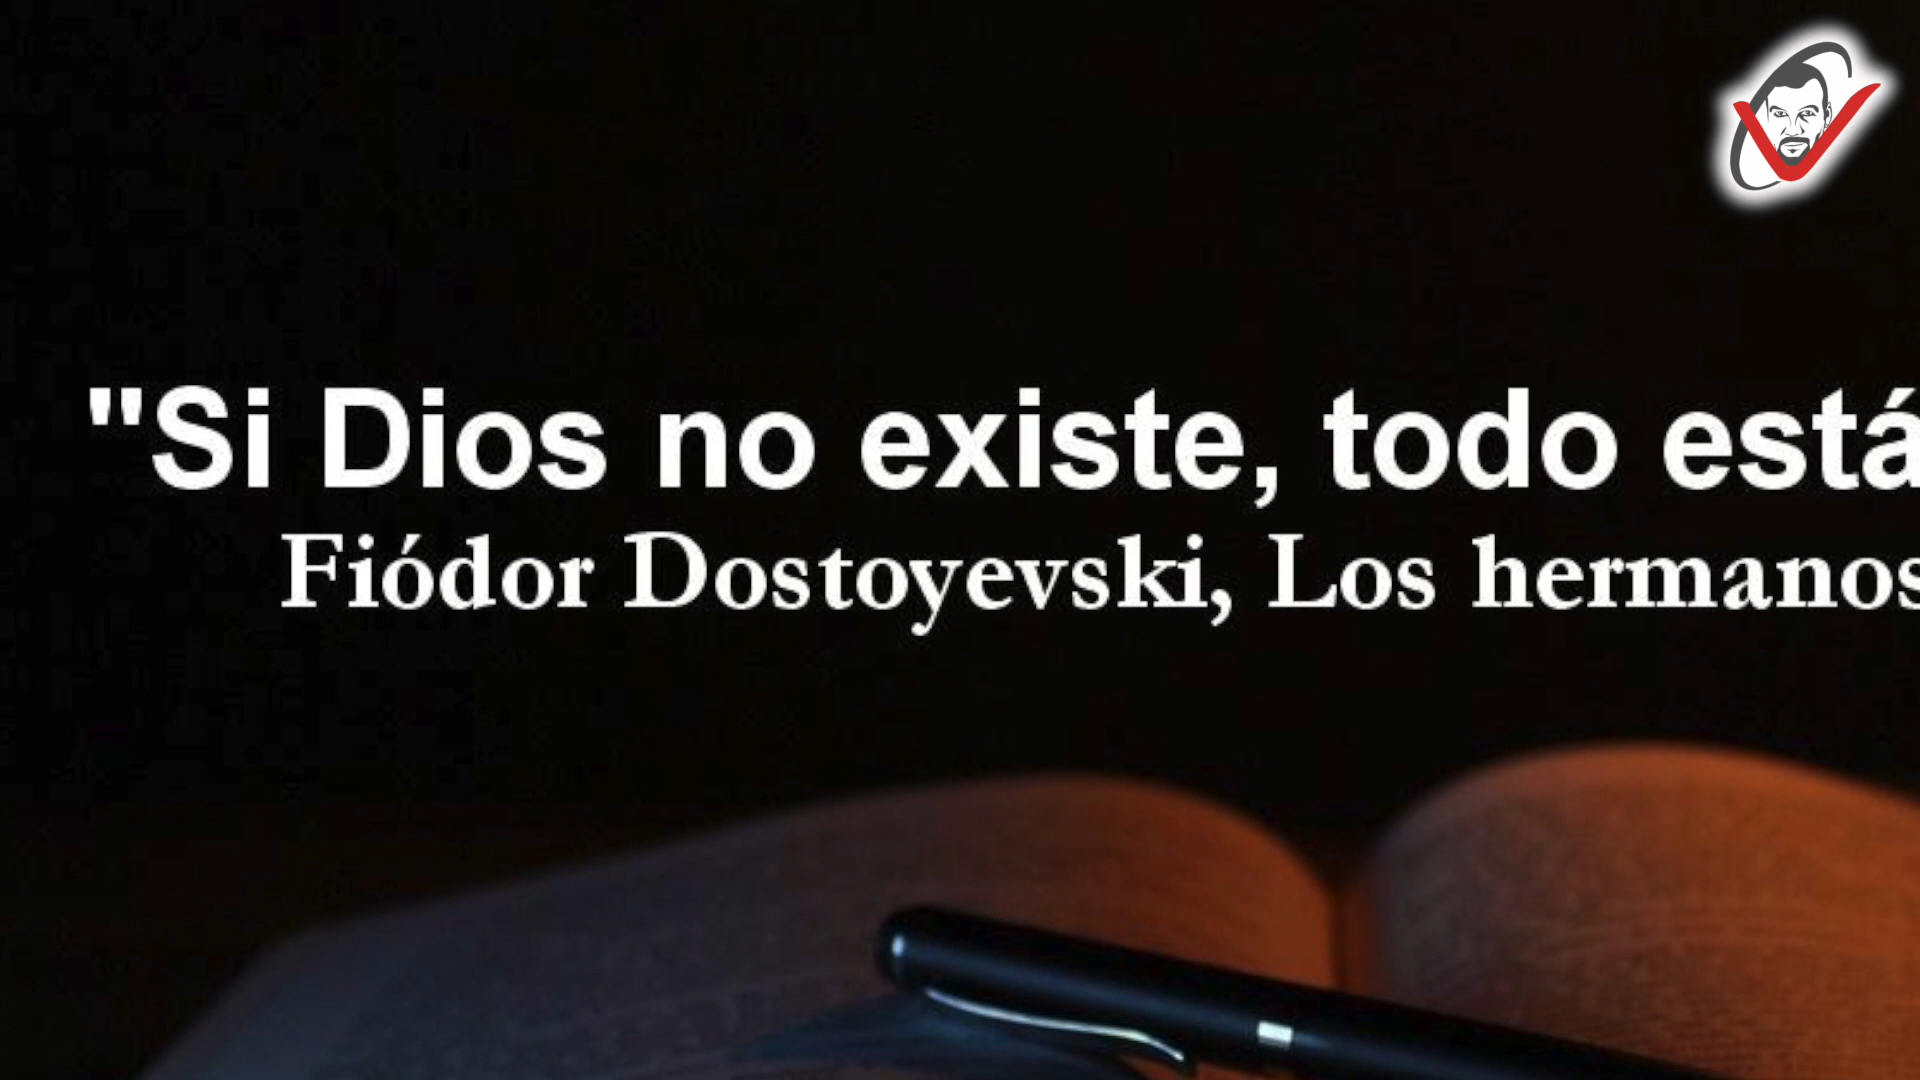 "Si Dios no existe, todo está
Fiódor Dostoyevski, Los hermanos